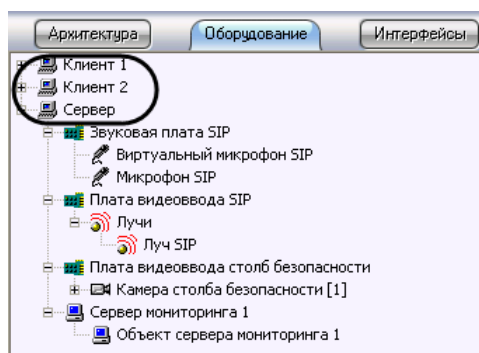 Архитектура Оборудование Интерфейсы
Клиент 1
Клиент 2
Сервер
Звуковая плата SIP
Виртуальный микрофон SIP
Микрофон SIP
Плата видеоввода SIP
Лучи
Луч SIP
Плата видеоввода столб безопасности
Камера столба безопасности [1]
Сервер мониторинга 1
Объект сервера мониторинга 1